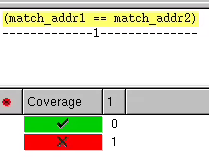 (match_addr1 == match_addr2)
------------1-------------
Coverage 1
0
1